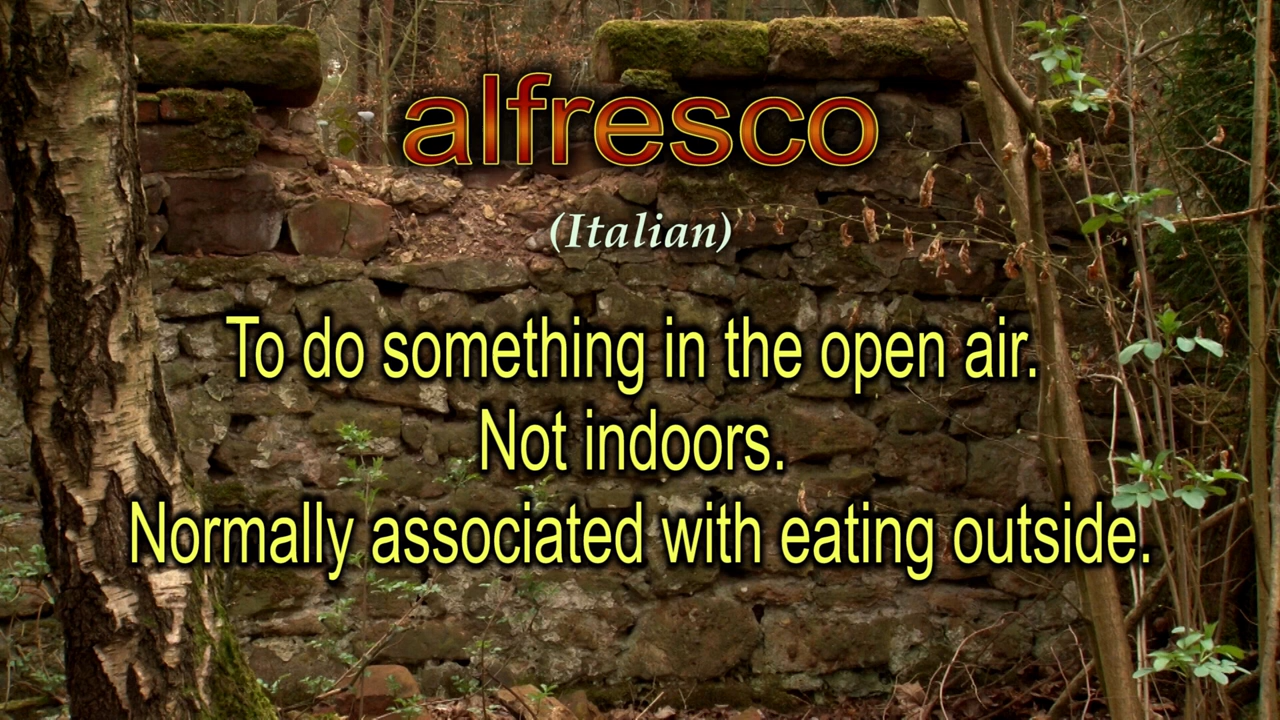 alfresco
(Italian)
To do something in the open air.
Not indoors.
Normally associated with eating outside.